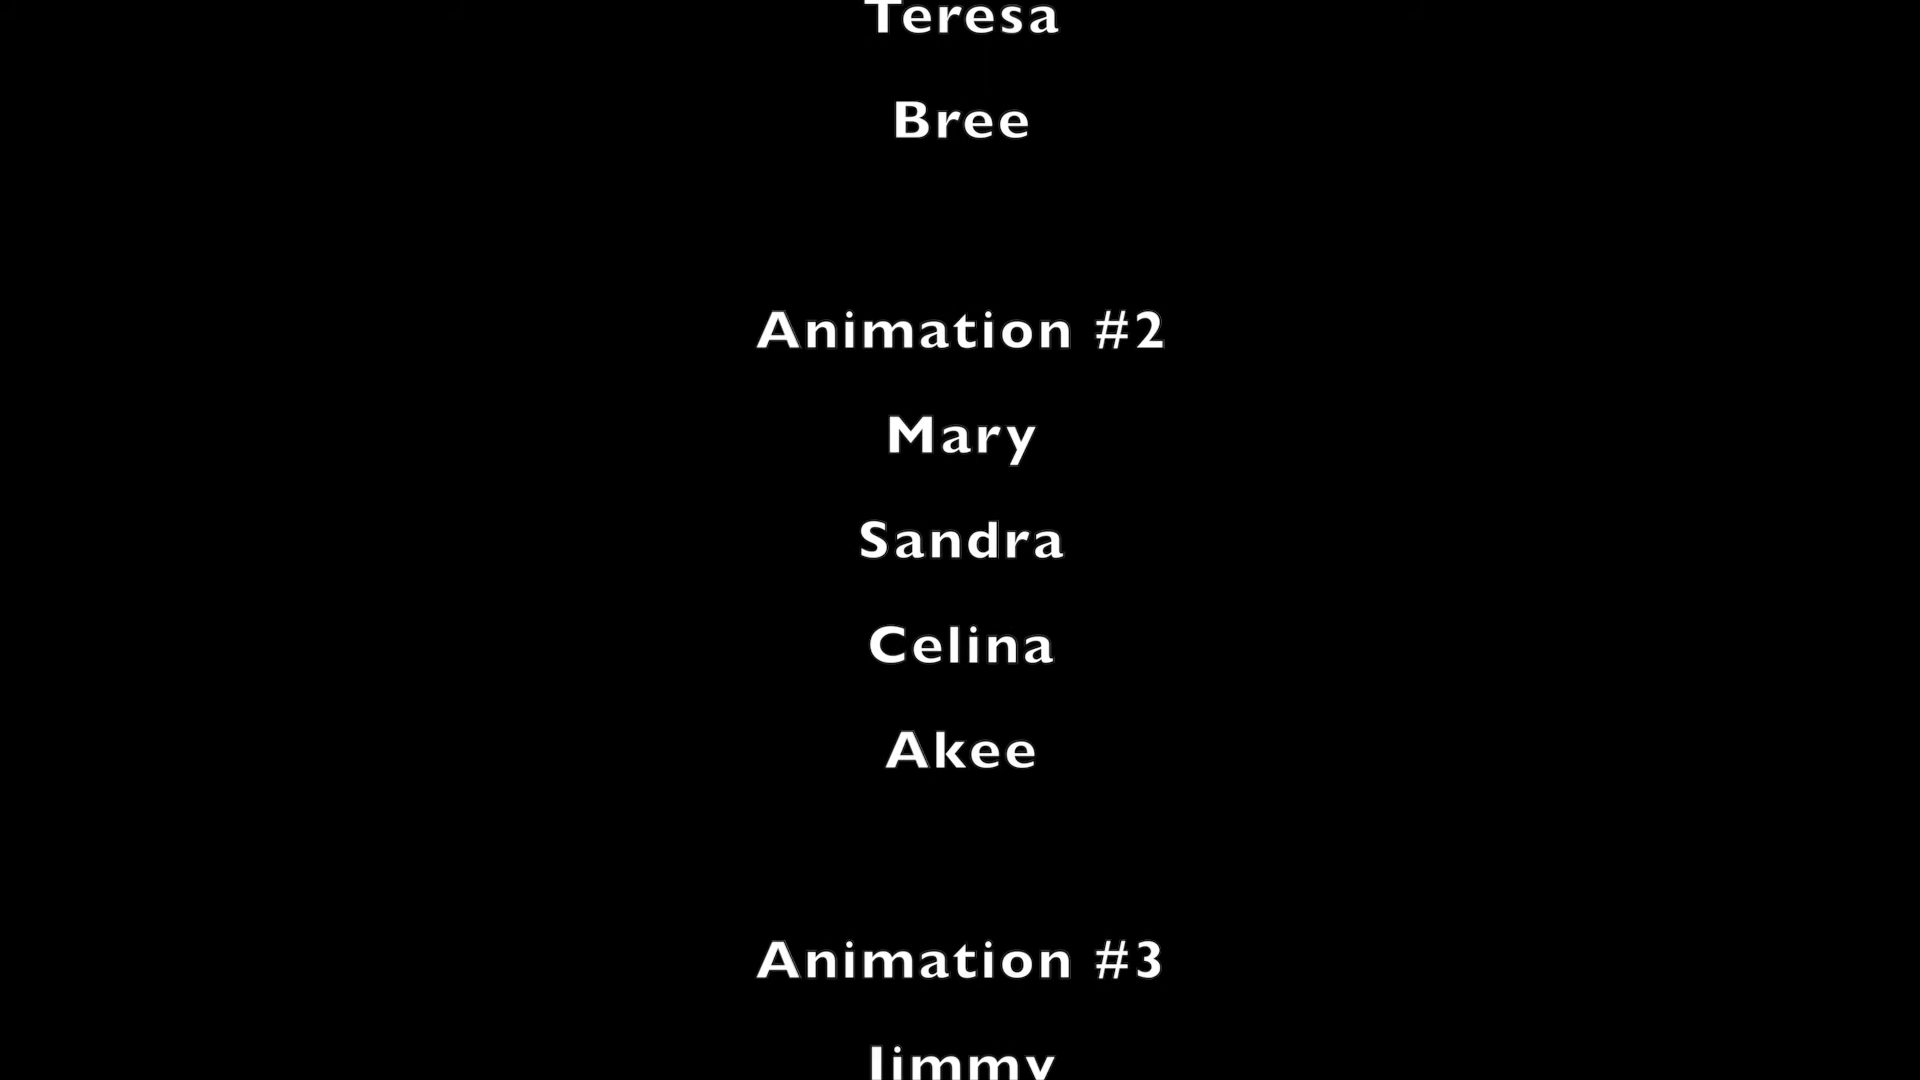 Teresa
Bree
Animation #2
Mary
Sandra
Celina
Akee
Animation #3
Jimmy